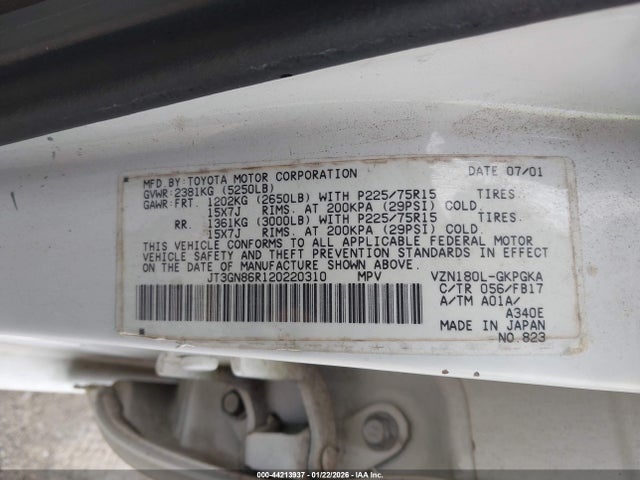 MFD BY: TOYOTA MOTOR CORPORATION DATE 07/01
GVWR: 2381KG (5250LB)
GAWR: FRT. 1202KG (2650LB) WITH P225/75R15 TIRES.
15X7J RIMS. AT 200KPA (29PSI) COLD.
RR. 1361KG (3000LB) WITH P225/75R15 TIRES.
15X7J RIMS. AT 200KPA (29PSI) COLD.
THIS VEHICLE CONFORMS TO ALL APPLICABLE FEDERAL MOTOR
VEHICLE SAFETY AND THEFT PREVENTION STANDARDS IN EFFECT
ON THE DATE OF MANUFACTURE SHOWN ABOVE.
JT3GN86R120220310 MPV VZN180L-GKPGKA
C/TR 056/FB17
A/TM A01A/
A340E
MADE IN JAPAN
NO.823
000-44213937 - 01/22/2026 - © COPYRIGHT IAA